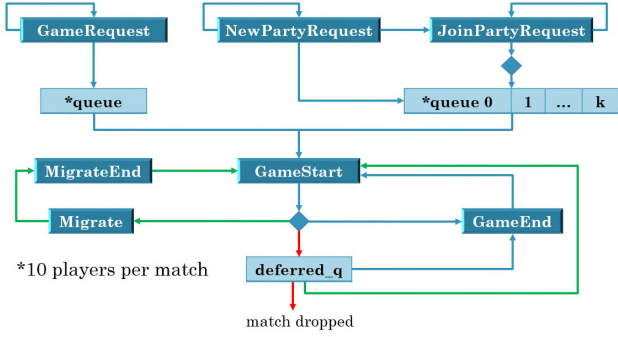 GameRequest
NewPartyRequest
JoinPartyRequest
*queue
*queue 0
1
...
k
MigrateEnd
GameStart
Migrate
GameEnd
*10 players per match
deferred_q
match dropped